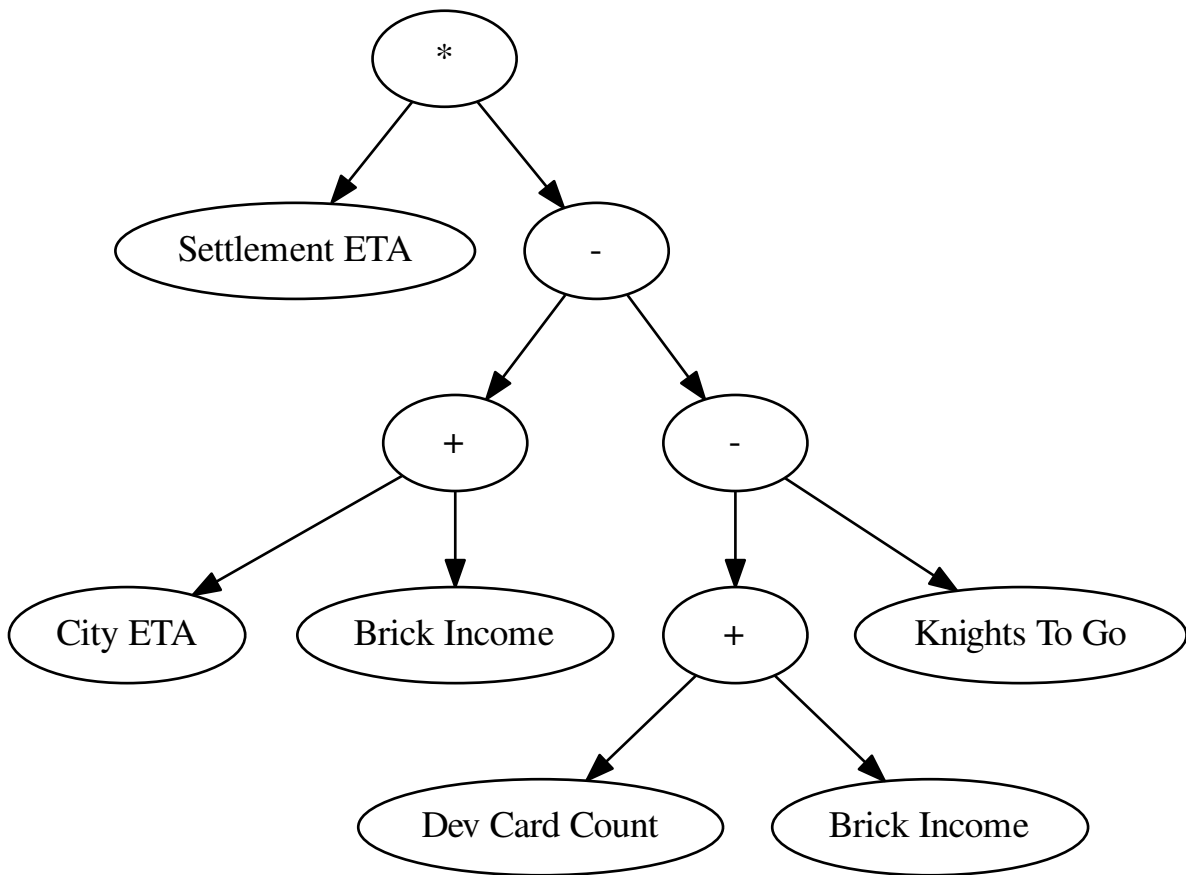 *
Settlement ETA
-
+
-
City ETA
Brick Income
+
Knights To Go
Dev Card Count
Brick Income